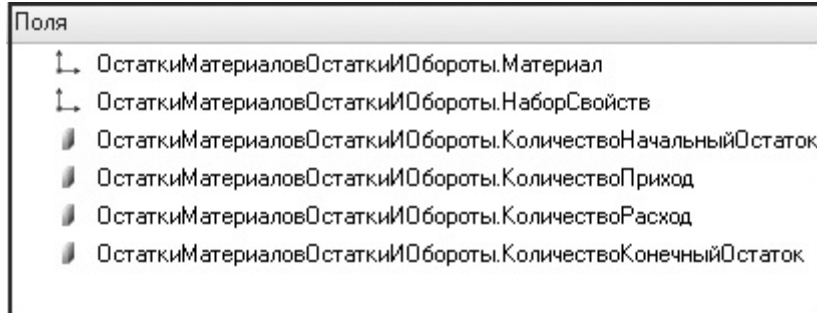 Поля
ОстаткиМатериаловОстаткиИОбороты.Материал
ОстаткиМатериаловОстаткиИОбороты.НаборСвойств
ОстаткиМатериаловОстаткиИОбороты.КоличествоНачальныйОстаток
ОстаткиМатериаловОстаткиИОбороты.КоличествоПриход
ОстаткиМатериаловОстаткиИОбороты.КоличествоРасход
ОстаткиМатериаловОстаткиИОбороты.КоличествоКонечныйОстаток